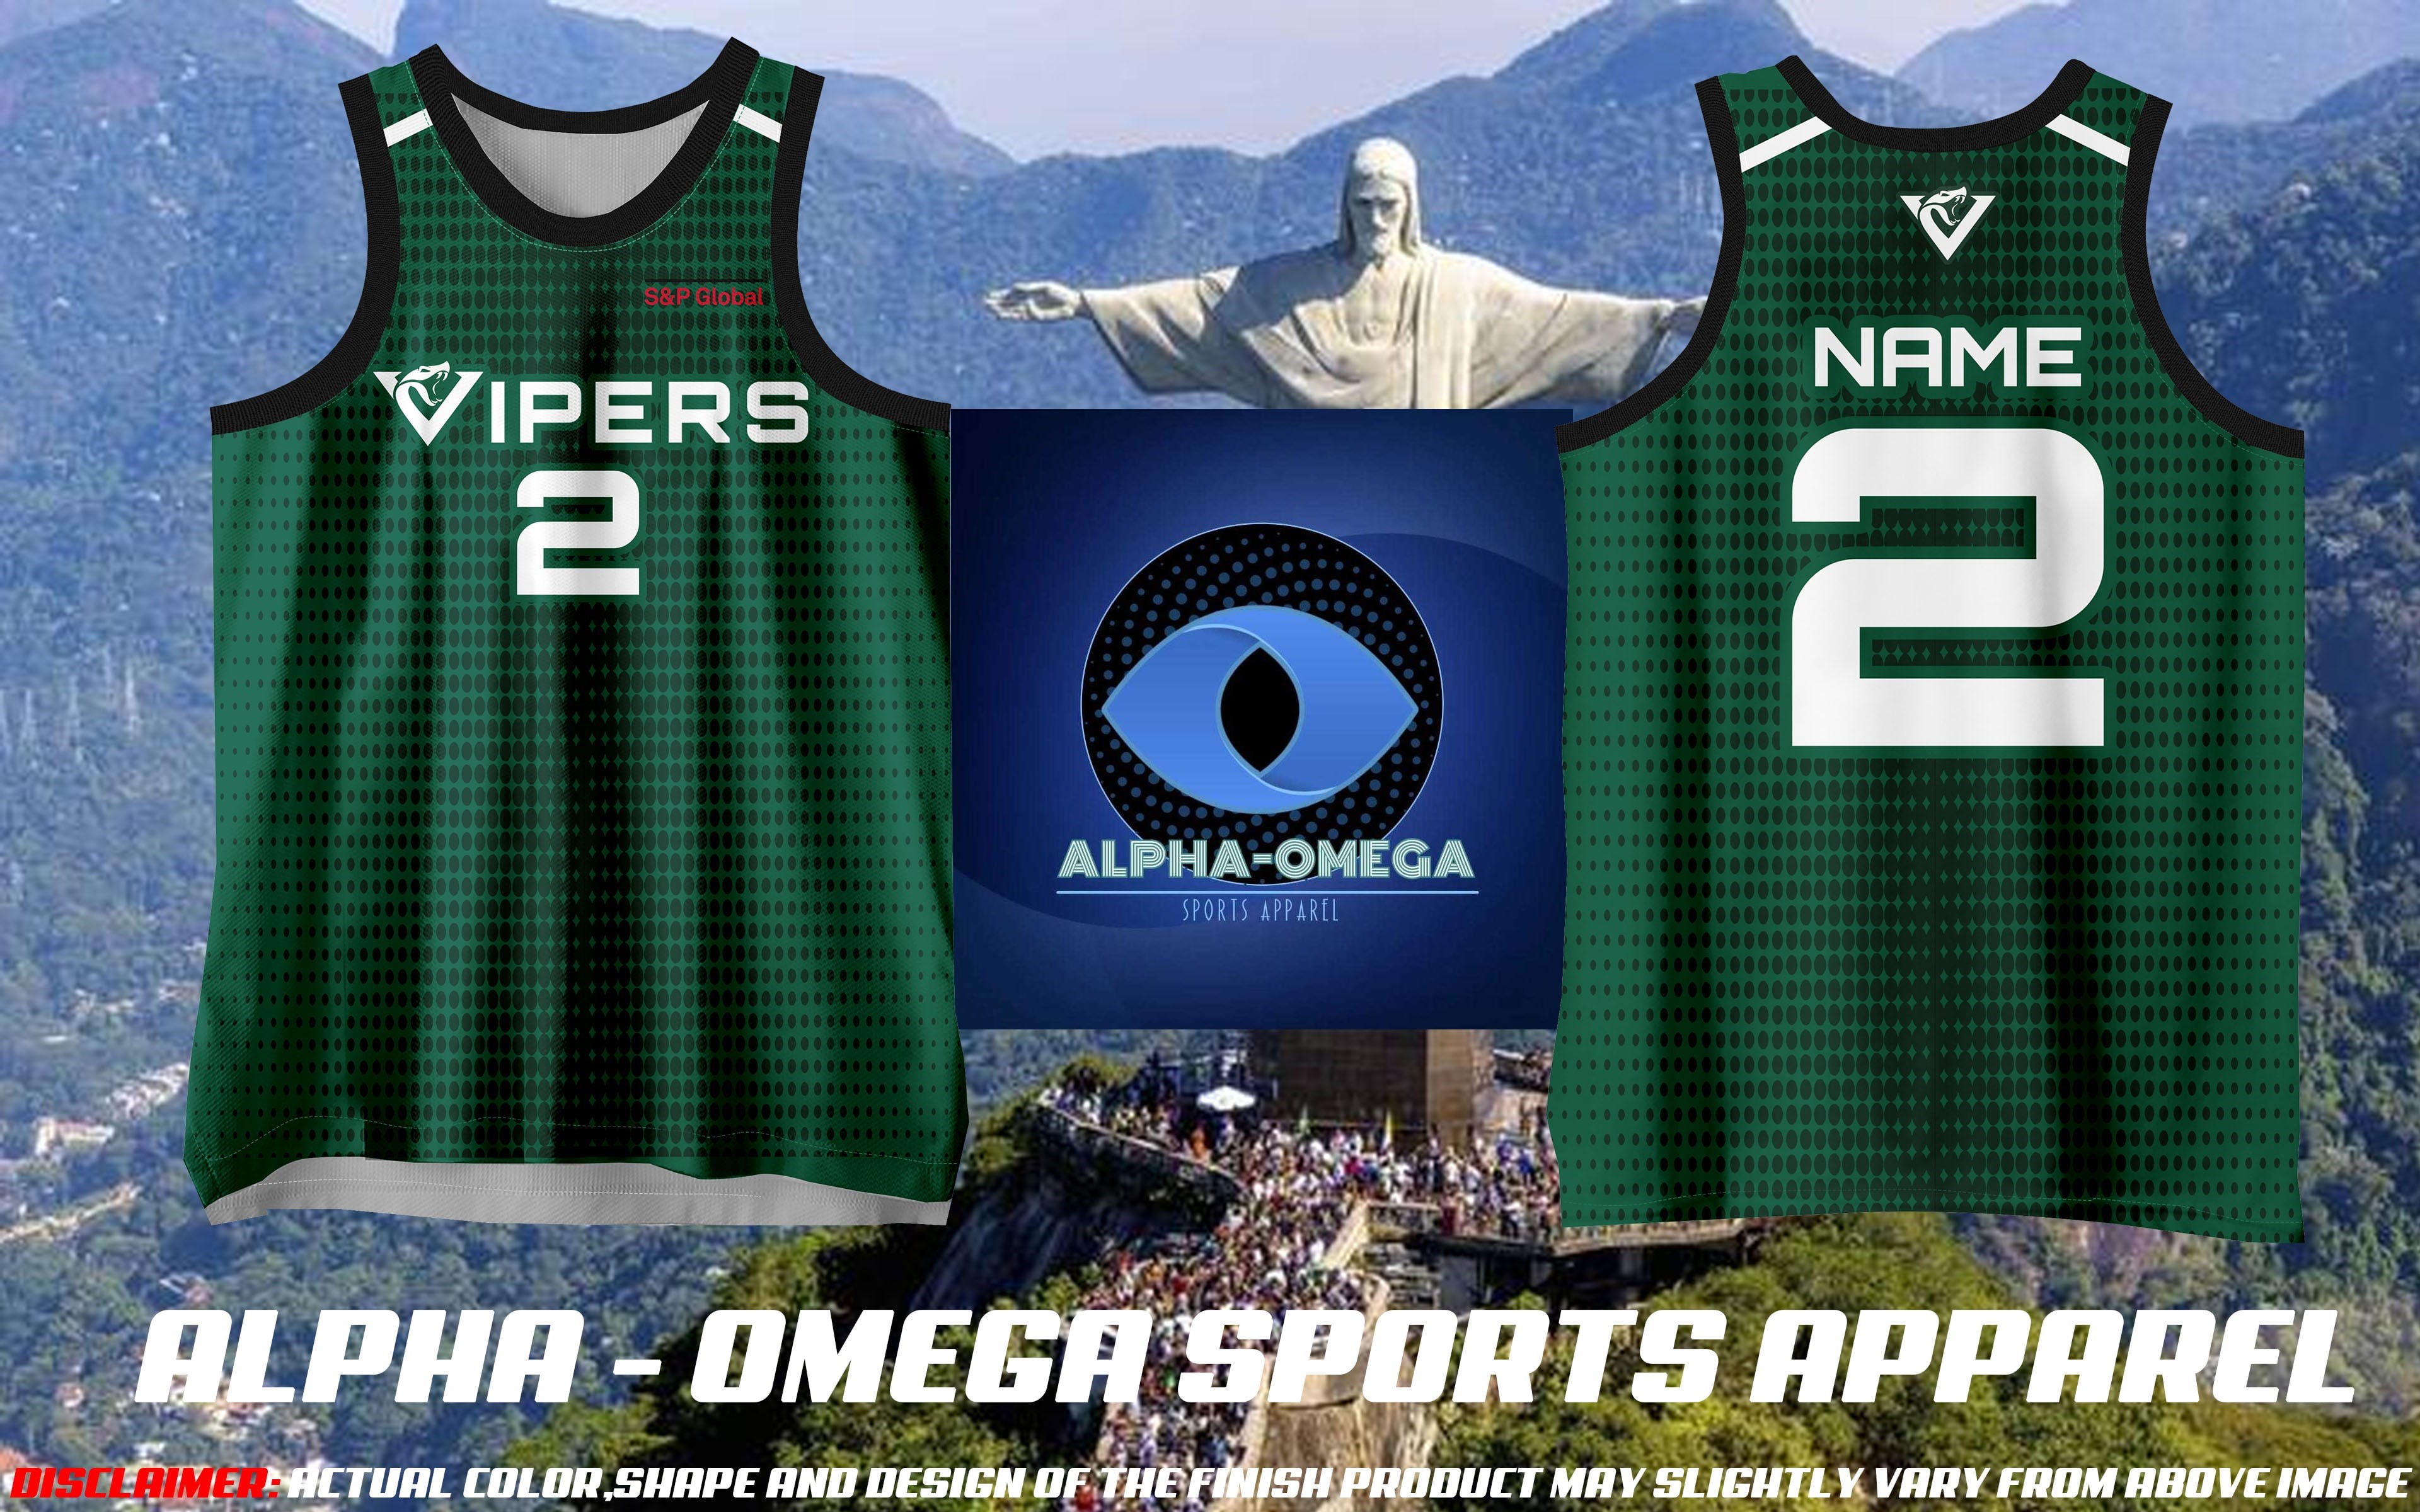 S&P Global
VIPERS
2
NAME
2
ALPHA-OMEGA
SPORTS APPAREL
ALPHA - OMEGA SPORTS APPAREL
DISCLAIMER: ACTUAL COLOR,SHAPE AND DESIGN OF THE FINISH PRODUCT MAY SLIGHTLY VARY FROM ABOVE IMAGE